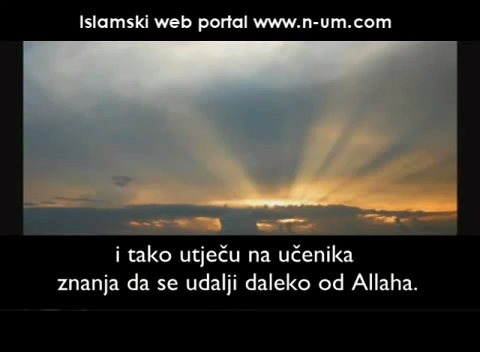 Islamski web portal www.n-um.com
i tako utječu na učenika
znanja da se udalji daleko od Allaha.